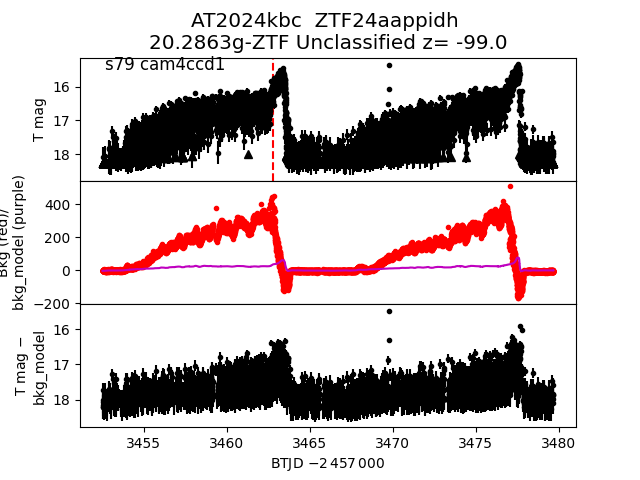 AT2024kbc  ZTF24aappidh
20.2863g-ZTF Unclassified z= -99.0
s79 cam4ccd1
T mag
16
17
18
Bkg (red)/
bkg_model (purple)
400
200
0
−200
T mag −
bkg_model
16
17
18
3455 3460 3465 3470 3475 3480
BTJD −2 457 000